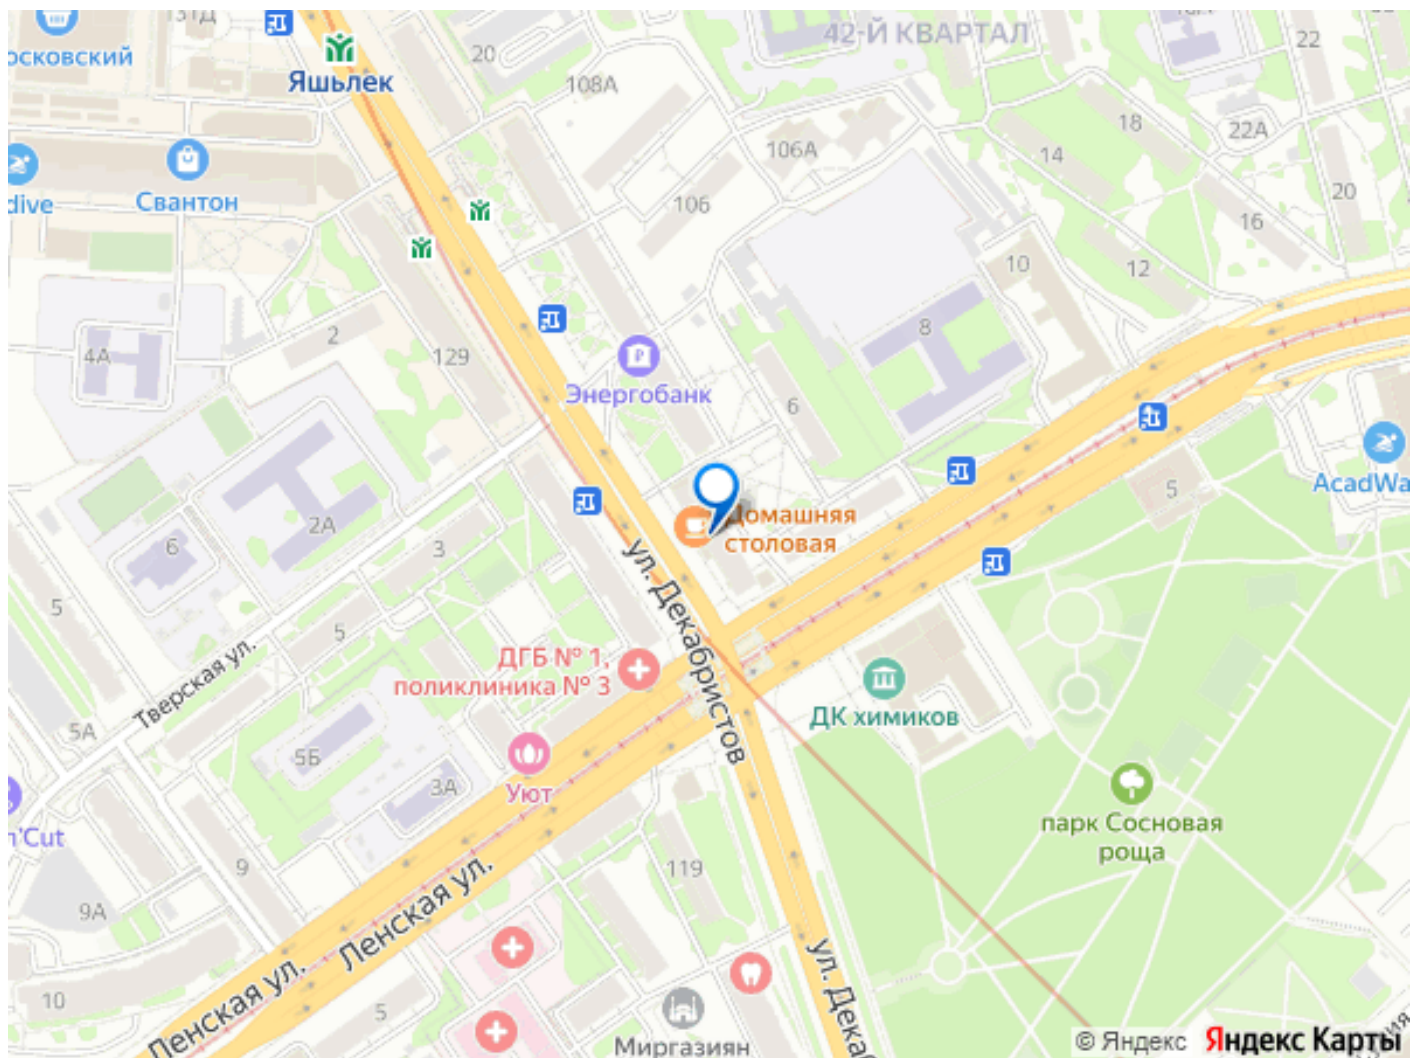 131Д
осковский
Яшьлек
20
108А
42-Й КВАРТАЛ
22
18
22А
14
106А
20
dive
Свантон
106
16
10
12
2
4А
129
8
Энергобанк
6
AcadWa
5
2А
Домашняя
столовая
6
3
5
5
ул. Декабристов
Тверская ул.
ДГБ № 1,
поликлиника № 3
ДК химиков
5А
5Б
3А
Уют
n'Cut
парк Сосновая
роща
119
9
9А
Ленская ул.
Ленская ул.
ул. Дека
10
5
Миргазиян
© Яндекс Яндекс Карты